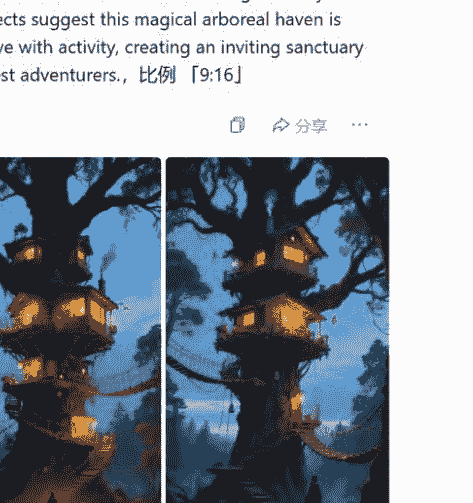 ects suggest this magical arboreal haven is
ve with activity, creating an inviting sanctuary
est adventurers.，比例 「9:16」
分享